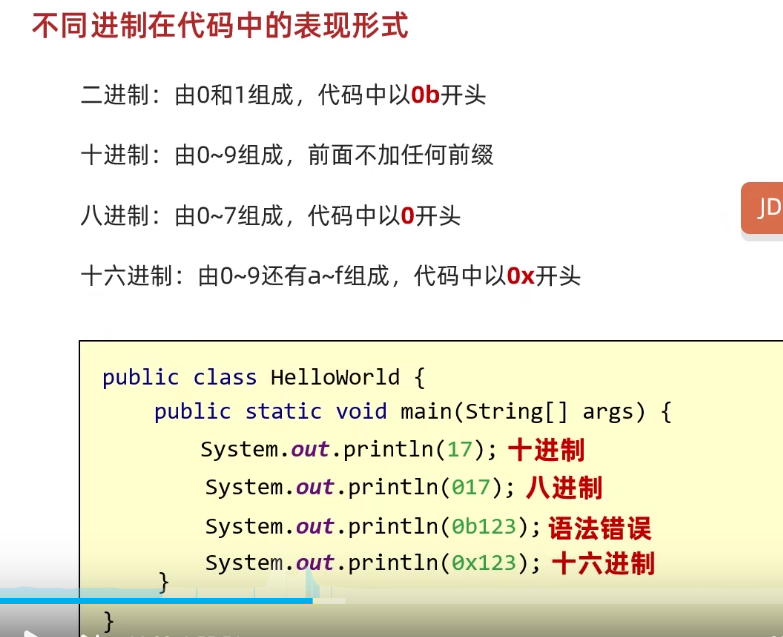 不同进制在代码中的表现形式
二进制：由0和1组成，代码中以0b开头
十进制：由0~9组成，前面不加任何前缀
八进制：由0~7组成，代码中以0开头
JD
十六进制：由0~9还有a~f组成，代码中以0x开头
public class HelloWorld {
public static void main(String[] args) {
System.out.println(17); 十进制
System.out.println(017); 八进制
System.out.println(0b123); 语法错误
System.out.println(0x123); 十六进制
}
}